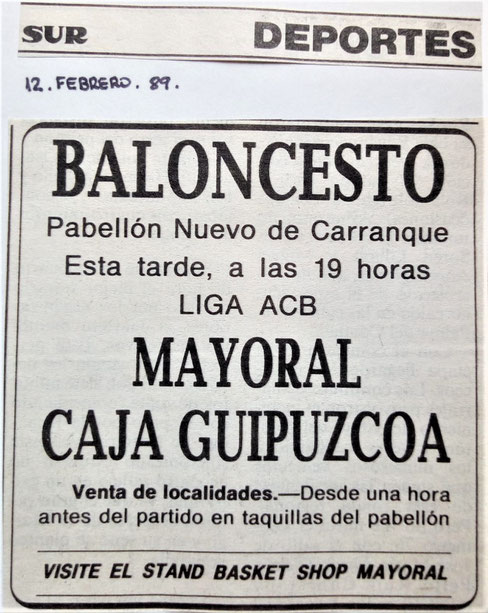 SUR DEPORTES
12. FEBRERO. 89.
BALONCESTO
Pabellón Nuevo de Carranque
Esta tarde, a las 19 horas
LIGA ACB
MAYORAL
CAJA GUIPUZCOA
Venta de localidades.—Desde una hora
antes del partido en taquillas del pabellón
VISITE EL STAND BASKET SHOP MAYORAL